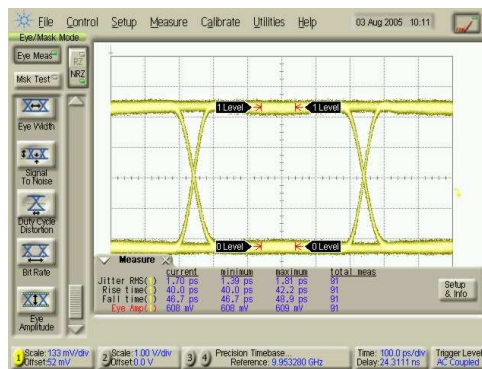 File Control Setup Measure Calibrate Utilities Help 03 Aug 2005 10:11
Eye/Mask Mode
Eye Meas
Msk Test
RZ
NRZ
Eye Width
Signal
To Noise
Duty Cycle
Distortion
Bit Rate
Eye
Amplitude
1 Level 1 Level
0 Level 0 Level
Measure
current minimum maximum total meas
Jitter RMS(1) 1.70 ps 1.39 ps 1.81 ps 91
Rise time(1) 40.0 ps 40.0 ps 42.2 ps 91
Fall time(1) 46.7 ps 46.7 ps 48.9 ps 91
Eye Amp(1) 608 mV 608 mV 609 mV 91
Setup
& Info
1 Scale: 133 mV/div
Offset:52 mV
2 Scale: 1.00 V/div
Offset:0.0 V
3 4 Precision Timebase...
Reference: 9.953280 GHz
Time: 100.0 ps/div
Delay:24.3111 ns
Trigger Level
AC Coupled